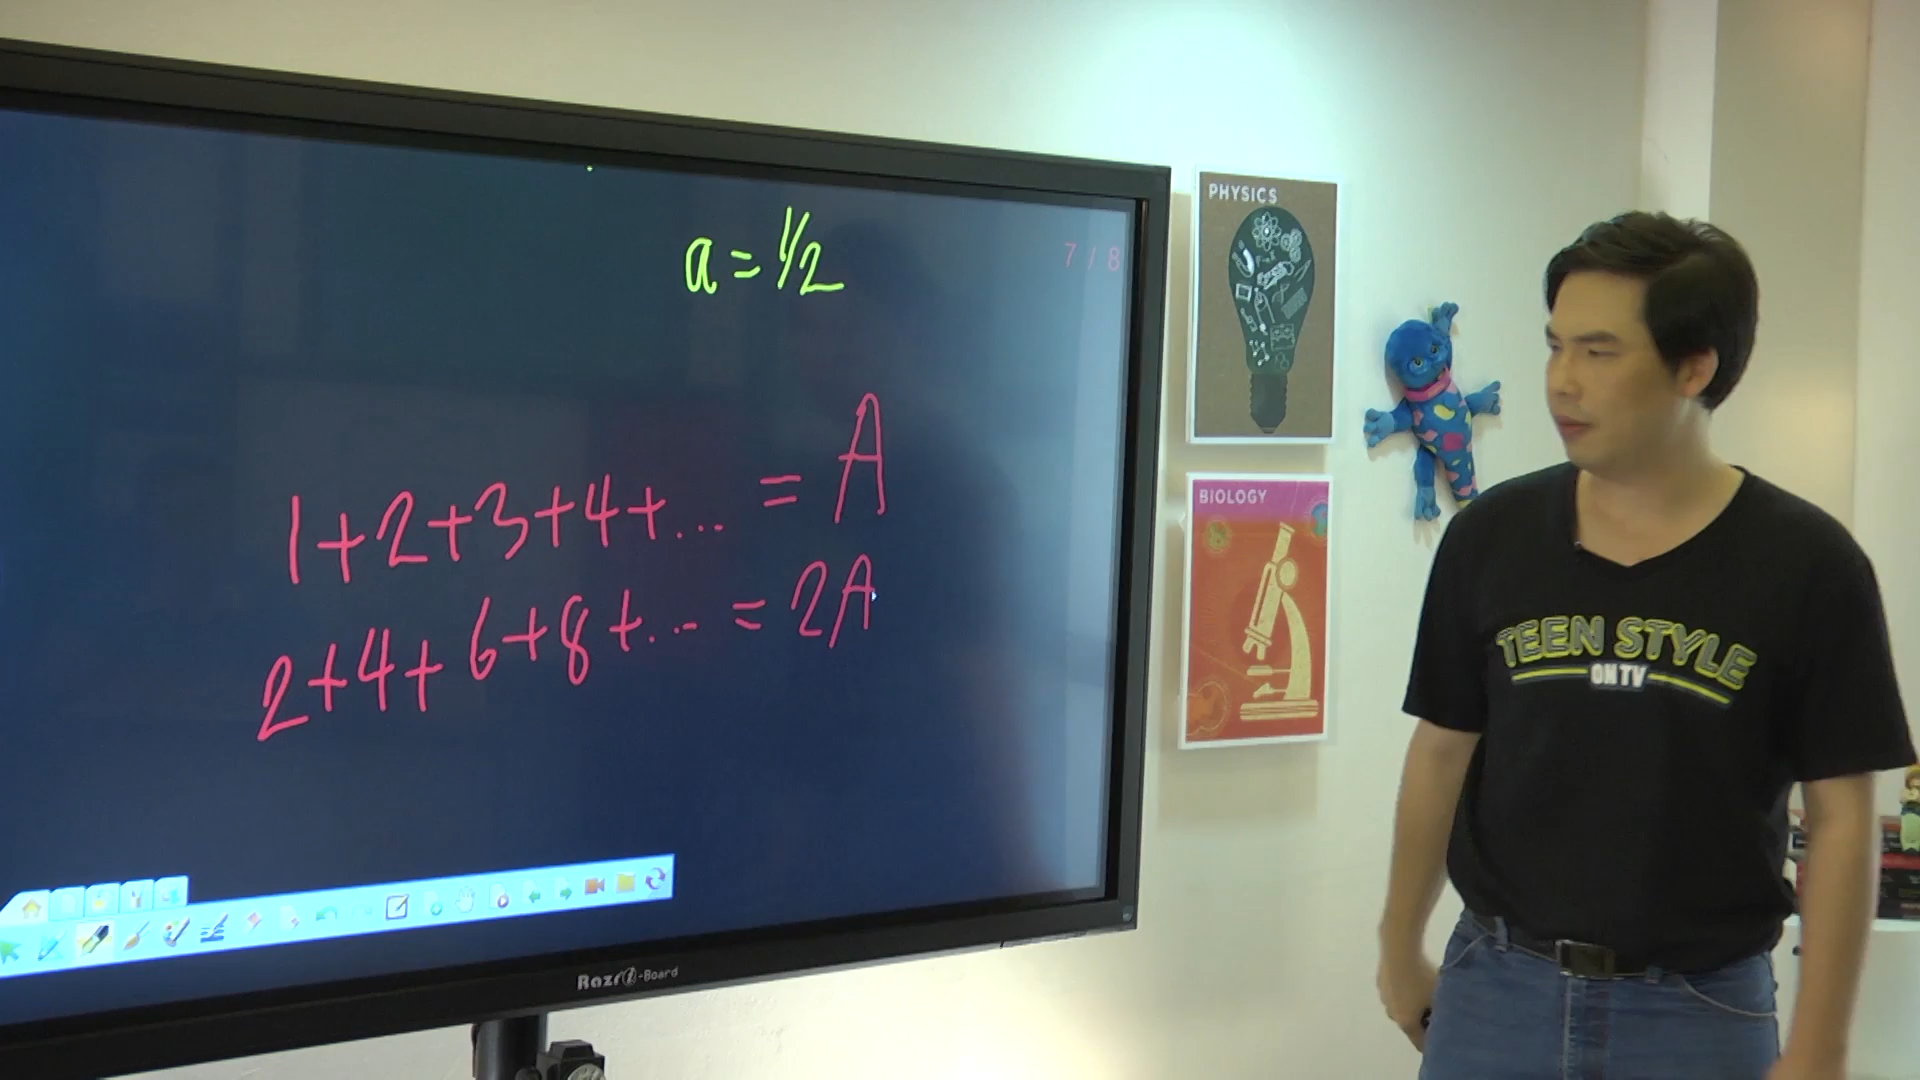 a = 1/2
7 / 8
1+2+3+4+... = A
2+4+6+8+... = 2A
Razr i-Board
PHYSICS
BIOLOGY
TEEN STYLE
ON TV